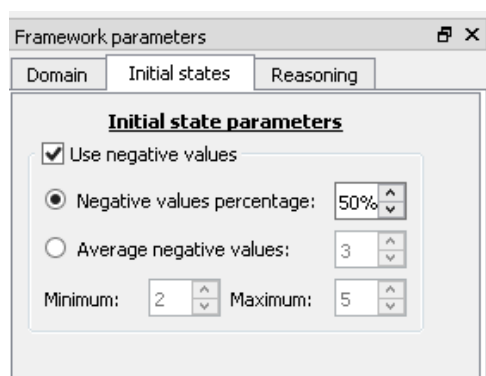 Framework parameters
Domain Initial states Reasoning
Initial state parameters
Use negative values
Negative values percentage: 50%
Average negative values: 3
Minimum: 2 Maximum: 5